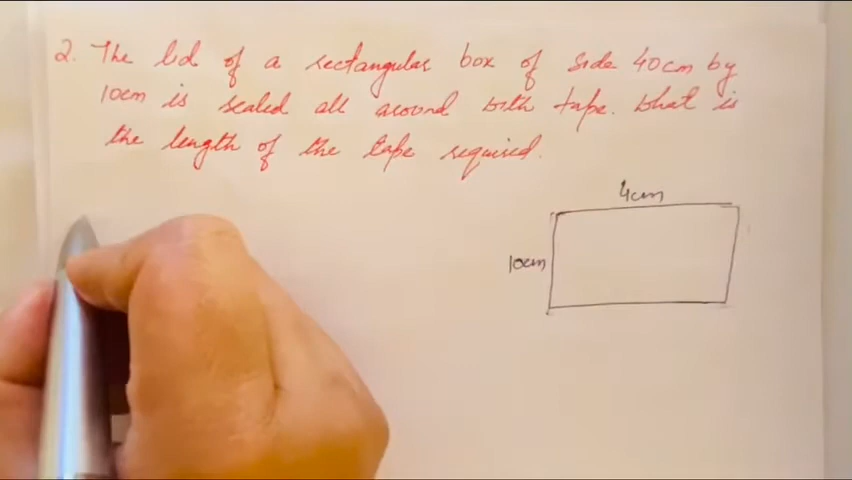 2. The lid of a rectangular box of side 40cm by
10cm is sealed all around with tape. What is
the length of the tape required.
4cm
10cm